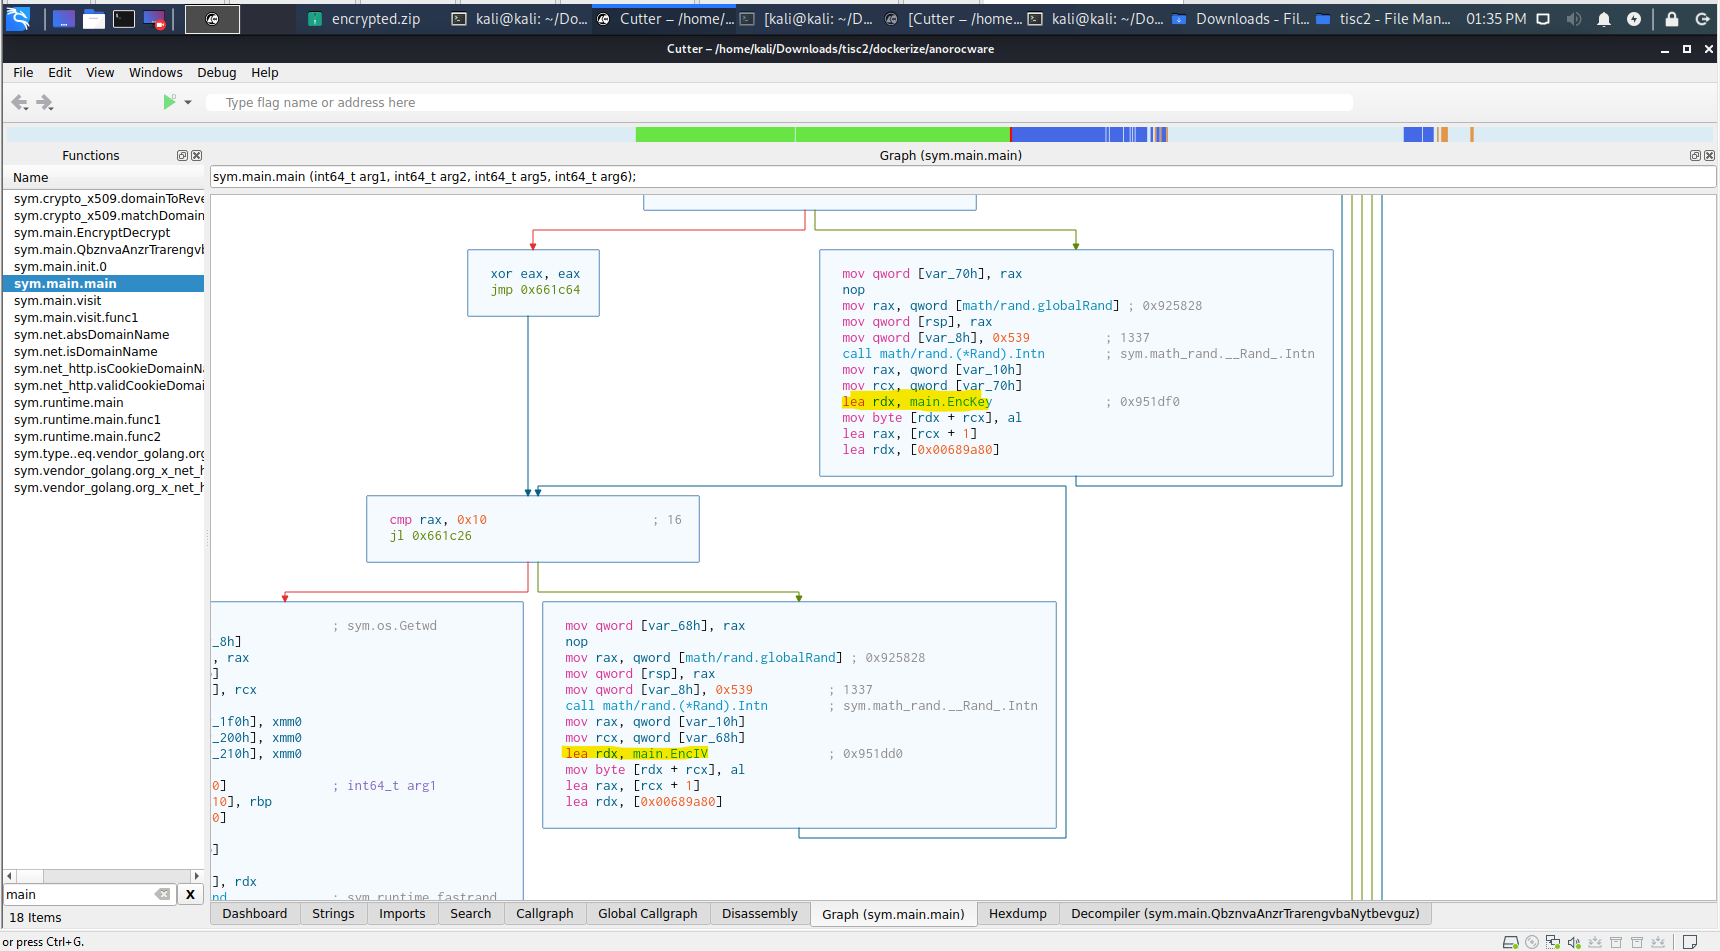 encrypted.zip
kali@kali: ~/Do...
Cutter – /home/...
[kali@kali: ~/D...
[Cutter – /home...
kali@kali: ~/Do...
Downloads - Fil...
tisc2 - File Man...
01:35 PM
Cutter – /home/kali/Downloads/tisc2/dockerize/anorocware
File Edit View Windows Debug Help
Type flag name or address here
Functions
Graph (sym.main.main)
Name
sym.main.main (int64_t arg1, int64_t arg2, int64_t arg5, int64_t arg6);
sym.crypto_x509.domainToReve
sym.crypto_x509.matchDomain
sym.main.EncryptDecrypt
sym.main.QbznvaAnzrTrarengvba
sym.main.init.0
sym.main.main
sym.main.visit
sym.main.visit.func1
sym.net.absDomainName
sym.net.isDomainName
sym.net_http.isCookieDomainNa
sym.net_http.validCookieDomai
sym.runtime.main
sym.runtime.main.func1
sym.runtime.main.func2
sym.type..eq.vendor_golang.org
sym.vendor_golang.org_x_net_h
sym.vendor_golang.org_x_net_h
xor eax, eax
jmp 0x661c64
mov qword [var_70h], rax
nop
mov rax, qword [math/rand.globalRand] ; 0x925828
mov qword [rsp], rax
mov qword [var_8h], 0x539 ; 1337
call math/rand.(*Rand).Intn ; sym.math_rand.__Rand_.Intn
mov rax, qword [var_10h]
mov rcx, qword [var_70h]
lea rdx, main.EncKey ; 0x951df0
mov byte [rdx + rcx], al
lea rax, [rcx + 1]
lea rdx, [0x00689a80]
cmp rax, 0x10 ; 16
jl 0x661c26
; sym.os.Getwd
_8h]
, rax
]
], rcx
_1f0h], xmm0
_200h], xmm0
_210h], xmm0
0] ; int64_t arg1
10], rbp
0]
]
], rdx
nd ; sym.runtime.fastrand
mov qword [var_68h], rax
nop
mov rax, qword [math/rand.globalRand] ; 0x925828
mov qword [rsp], rax
mov qword [var_8h], 0x539 ; 1337
call math/rand.(*Rand).Intn ; sym.math_rand.__Rand_.Intn
mov rax, qword [var_10h]
mov rcx, qword [var_68h]
lea rdx, main.EncIV ; 0x951dd0
mov byte [rdx + rcx], al
lea rax, [rcx + 1]
lea rdx, [0x00689a80]
main
X
18 Items
Dashboard Strings Imports Search Callgraph Global Callgraph Disassembly Graph (sym.main.main) Hexdump Decompiler (sym.main.QbznvaAnzrTrarengvbaNytbevguz)
or press Ctrl+G.